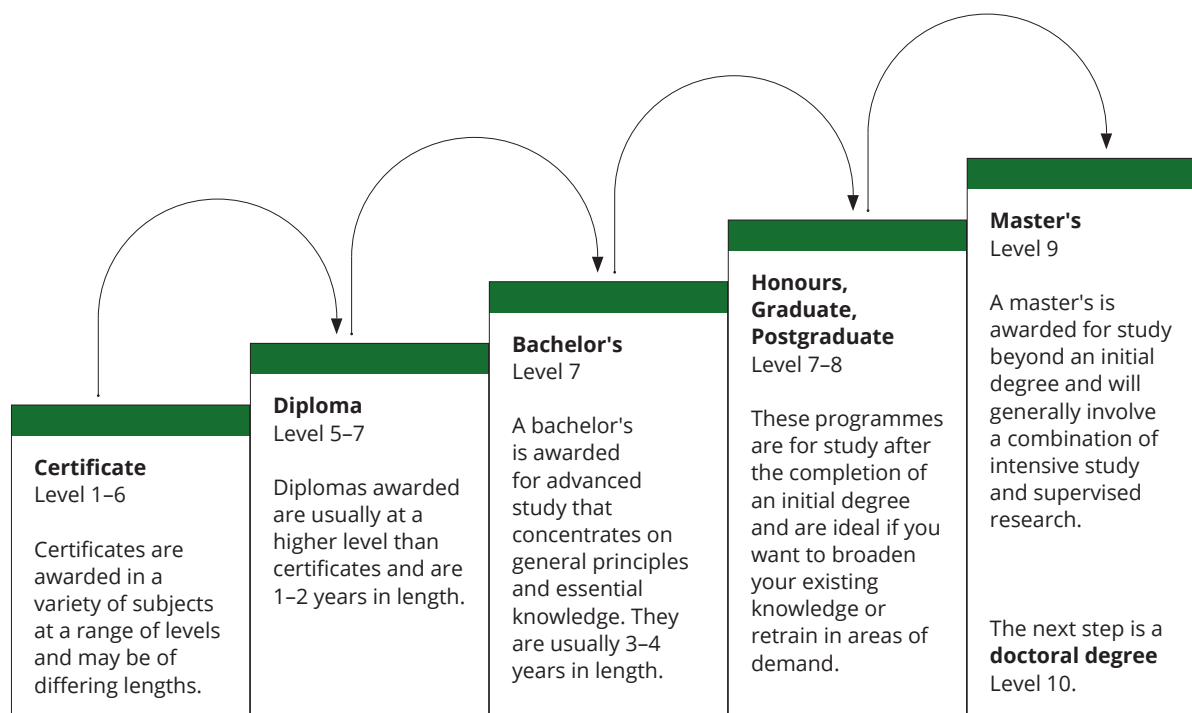 Certificate
Level 1–6
Certificates are
awarded in a
variety of subjects
at a range of levels
and may be of
differing lengths.
Diploma
Level 5–7
Diplomas awarded
are usually at a
higher level than
certificates and are
1–2 years in length.
Bachelor's
Level 7
A bachelor's
is awarded
for advanced
study that
concentrates on
general principles
and essential
knowledge. They
are usually 3–4
years in length.
Honours,
Graduate,
Postgraduate
Level 7–8
These programmes
are for study after
the completion of
an initial degree
and are ideal if you
want to broaden
your existing
knowledge or
retrain in areas of
demand.
Master's
Level 9
A master's is
awarded for study
beyond an initial
degree and will
generally involve
a combination of
intensive study
and supervised
research.
The next step is a
doctoral degree
Level 10.